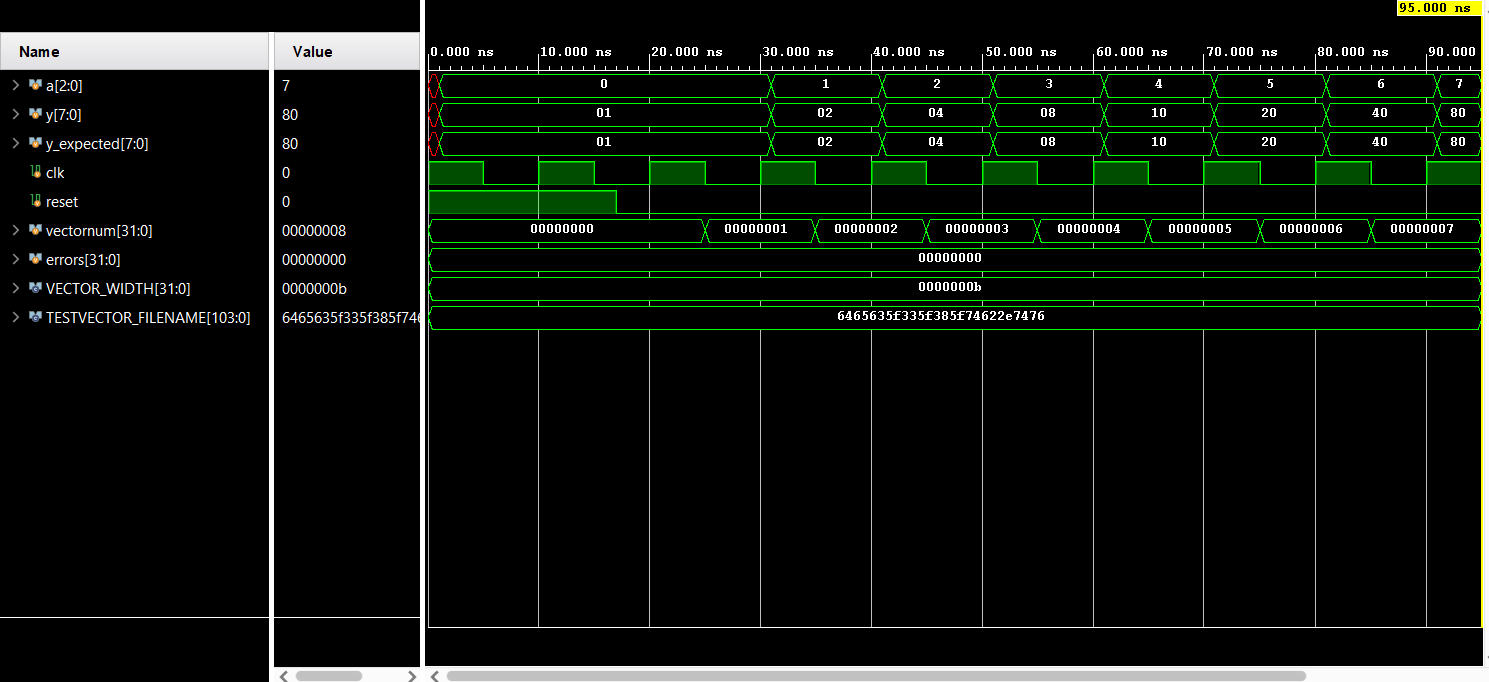 95.000 ns
Name Value 0.000 ns 10.000 ns 20.000 ns 30.000 ns 40.000 ns 50.000 ns 60.000 ns 70.000 ns 80.000 ns 90.000
a[2:0] 7 0 1 2 3 4 5 6 7
y[7:0] 80 01 02 04 08 10 20 40 80
y_expected[7:0] 80 01 02 04 08 10 20 40 80
clk 0
reset 0
vectornum[31:0] 00000008 00000000 00000001 00000002 00000003 00000004 00000005 00000006 00000007
errors[31:0] 00000000 00000000
VECTOR_WIDTH[31:0] 0000000b 0000000b
TESTVECTOR_FILENAME[103:0] 6465635f335f385f746 6465635f335f385f74622e7476